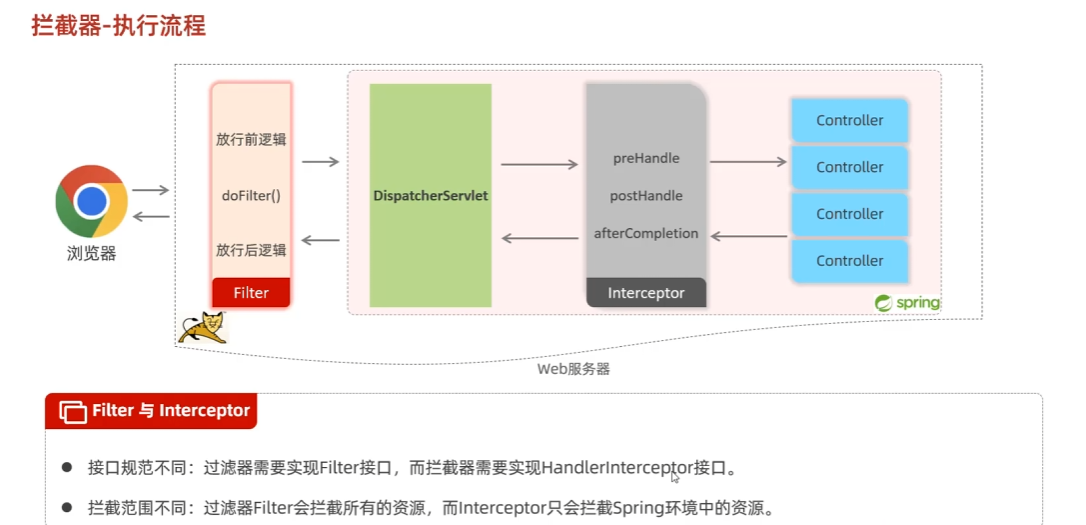 拦截器-执行流程
放行前逻辑
doFilter()
放行后逻辑
Filter
浏览器
DispatcherServlet
preHandle
postHandle
afterCompletion
Interceptor
Controller
Controller
Controller
Controller
spring
Web服务器
Filter 与 Interceptor
● 接口规范不同：过滤器需要实现Filter接口，而拦截器需要实现HandlerInterceptor接口。
● 拦截范围不同：过滤器Filter会拦截所有的资源，而Interceptor只会拦截Spring环境中的资源。